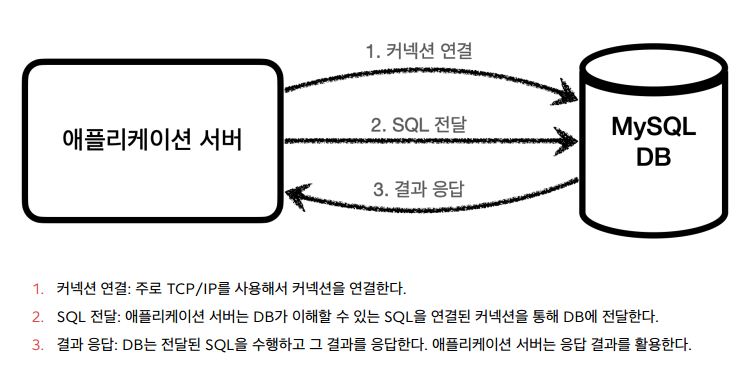 1. 커넥션 연결
애플리케이션 서버
2. SQL 전달
MySQL
DB
3. 결과 응답
1. 커넥션 연결: 주로 TCP/IP를 사용해서 커넥션을 연결한다.
2. SQL 전달: 애플리케이션 서버는 DB가 이해할 수 있는 SQL을 연결된 커넥션을 통해 DB에 전달한다.
3. 결과 응답: DB는 전달된 SQL을 수행하고 그 결과를 응답한다. 애플리케이션 서버는 응답 결과를 활용한다.